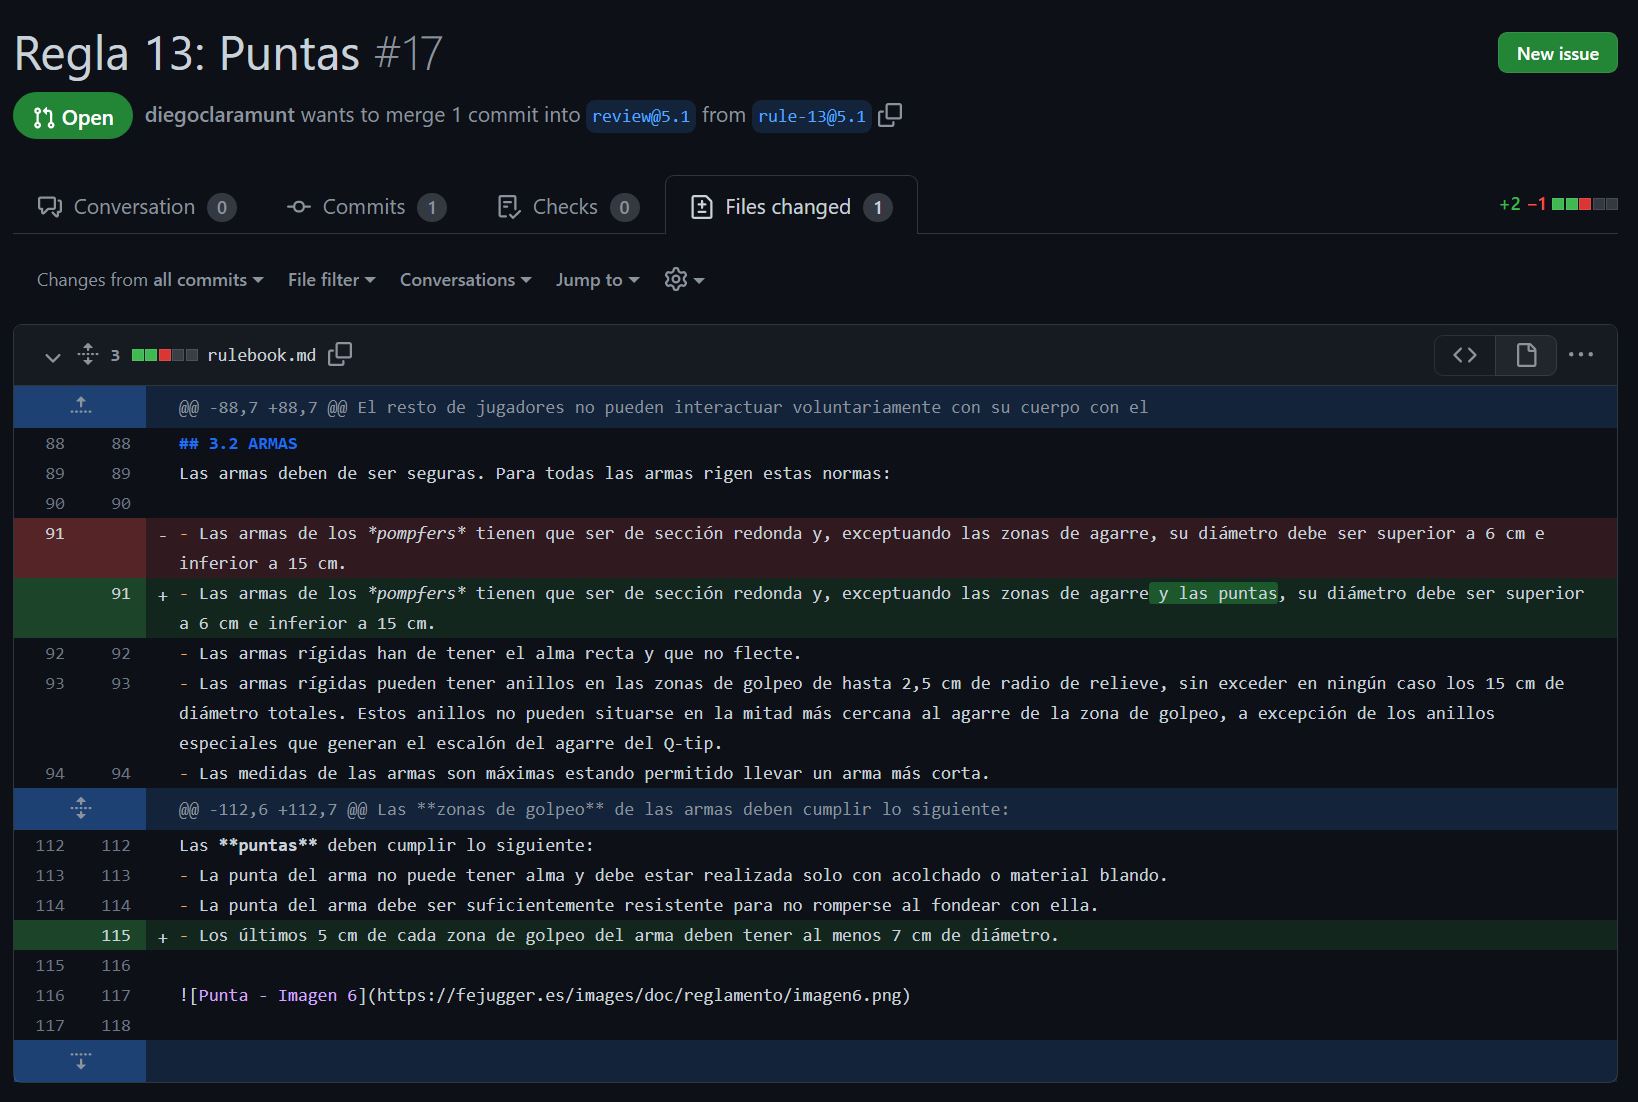 Regla 13: Puntas #17
New issue
Open
diegoclaramunt wants to merge 1 commit into review@5.1 from rule-13@5.1
Conversation 0
Commits 1
Checks 0
Files changed 1
+2 −1
Changes from all commits
File filter
Conversations
Jump to
3 rulebook.md
@@ -88,7 +88,7 @@ El resto de jugadores no pueden interactuar voluntariamente con su cuerpo con el
88 88 ## 3.2 ARMAS
89 89 Las armas deben de ser seguras. Para todas las armas rigen estas normas:
90 90
91 - - Las armas de los *pompfers* tienen que ser de sección redonda y, exceptuando las zonas de agarre, su diámetro debe ser superior a 6 cm e
inferior a 15 cm.
91 + - Las armas de los *pompfers* tienen que ser de sección redonda y, exceptuando las zonas de agarre y las puntas, su diámetro debe ser superior
a 6 cm e inferior a 15 cm.
92 92 - Las armas rígidas han de tener el alma recta y que no flecte.
93 93 - Las armas rígidas pueden tener anillos en las zonas de golpeo de hasta 2,5 cm de radio de relieve, sin exceder en ningún caso los 15 cm de
diámetro totales. Estos anillos no pueden situarse en la mitad más cercana al agarre de la zona de golpeo, a excepción de los anillos
especiales que generan el escalón del agarre del Q-tip.
94 94 - Las medidas de las armas son máximas estando permitido llevar un arma más corta.
@@ -112,6 +112,7 @@ Las **zonas de golpeo** de las armas deben cumplir lo siguiente:
112 112 Las **puntas** deben cumplir lo siguiente:
113 113 - La punta del arma no puede tener alma y debe estar realizada solo con acolchado o material blando.
114 114 - La punta del arma debe ser suficientemente resistente para no romperse al fondear con ella.
115 + - Los últimos 5 cm de cada zona de golpeo del arma deben tener al menos 7 cm de diámetro.
115 116
116 117 ![Punta - Imagen 6](https://fejugger.es/images/doc/reglamento/imagen6.png)
117 118